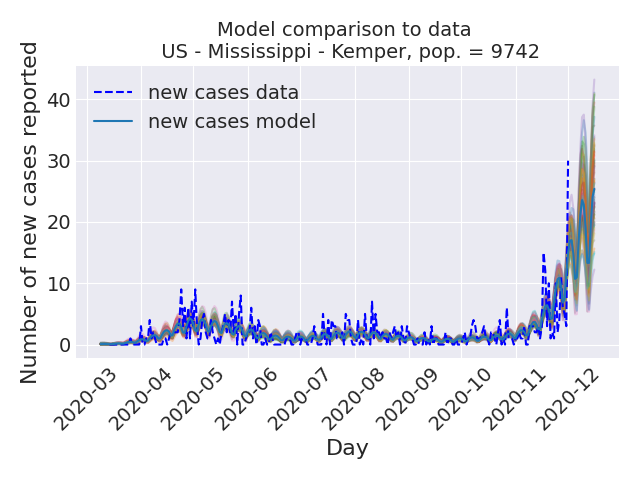 Model comparison to data
US - Mississippi - Kemper, pop. = 9742
Number of new cases reported
new cases data
new cases model
40
30
20
10
0
2020-03
2020-04
2020-05
2020-06
2020-07
2020-08
2020-09
2020-10
2020-11
2020-12
Day